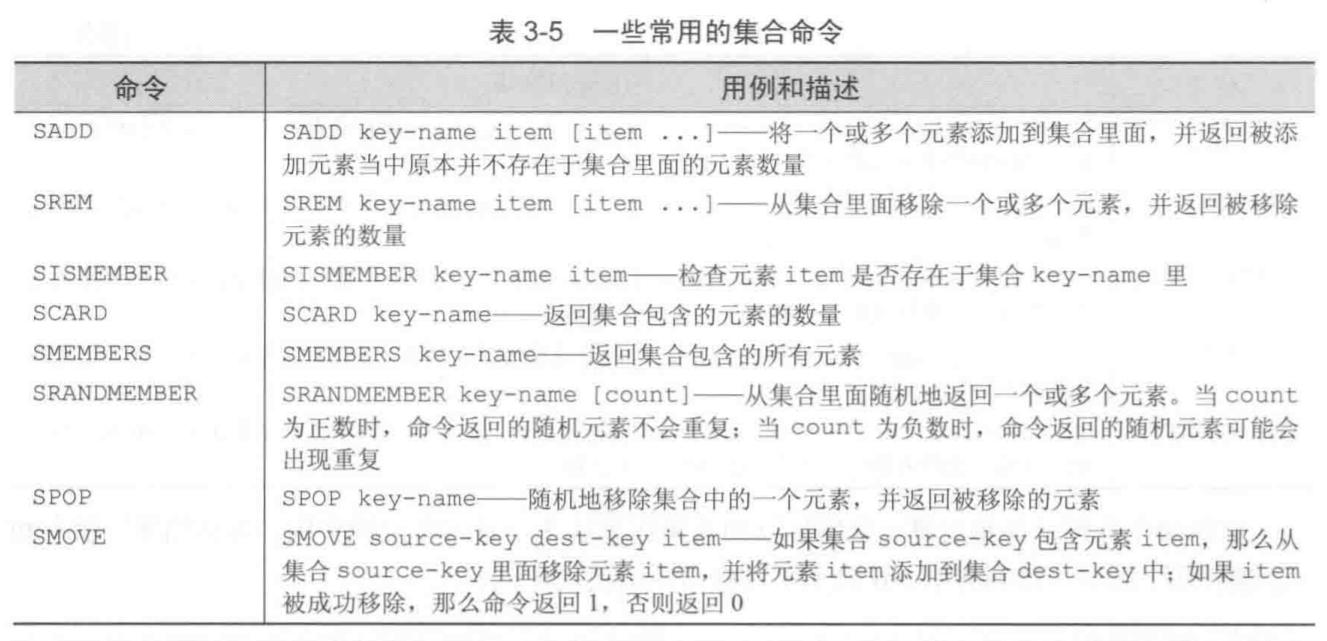 表 3-5 一些常用的集合命令
命令 用例和描述
SADD SADD key-name item [item ...]——将一个或多个元素添加到集合里面，并返回被添
加元素当中原本并不存在于集合里面的元素数量
SREM SREM key-name item [item ...]——从集合里面移除一个或多个元素，并返回被移除
元素的数量
SISMEMBER SISMEMBER key-name item——检查元素 item 是否存在于集合 key-name 里
SCARD SCARD key-name——返回集合包含的元素的数量
SMEMBERS SMEMBERS key-name——返回集合包含的所有元素
SRANDMEMBER SRANDMEMBER key-name [count]——从集合里面随机地返回一个或多个元素。当 count
为正数时，命令返回的随机元素不会重复；当 count 为负数时，命令返回的随机元素可能会
出现重复
SPOP SPOP key-name——随机地移除集合中的一个元素，并返回被移除的元素
SMOVE SMOVE source-key dest-key item——如果集合 source-key 包含元素 item，那么从
集合 source-key 里面移除元素 item，并将元素 item 添加到集合 dest-key 中；如果 item
被成功移除，那么命令返回 1，否则返回 0